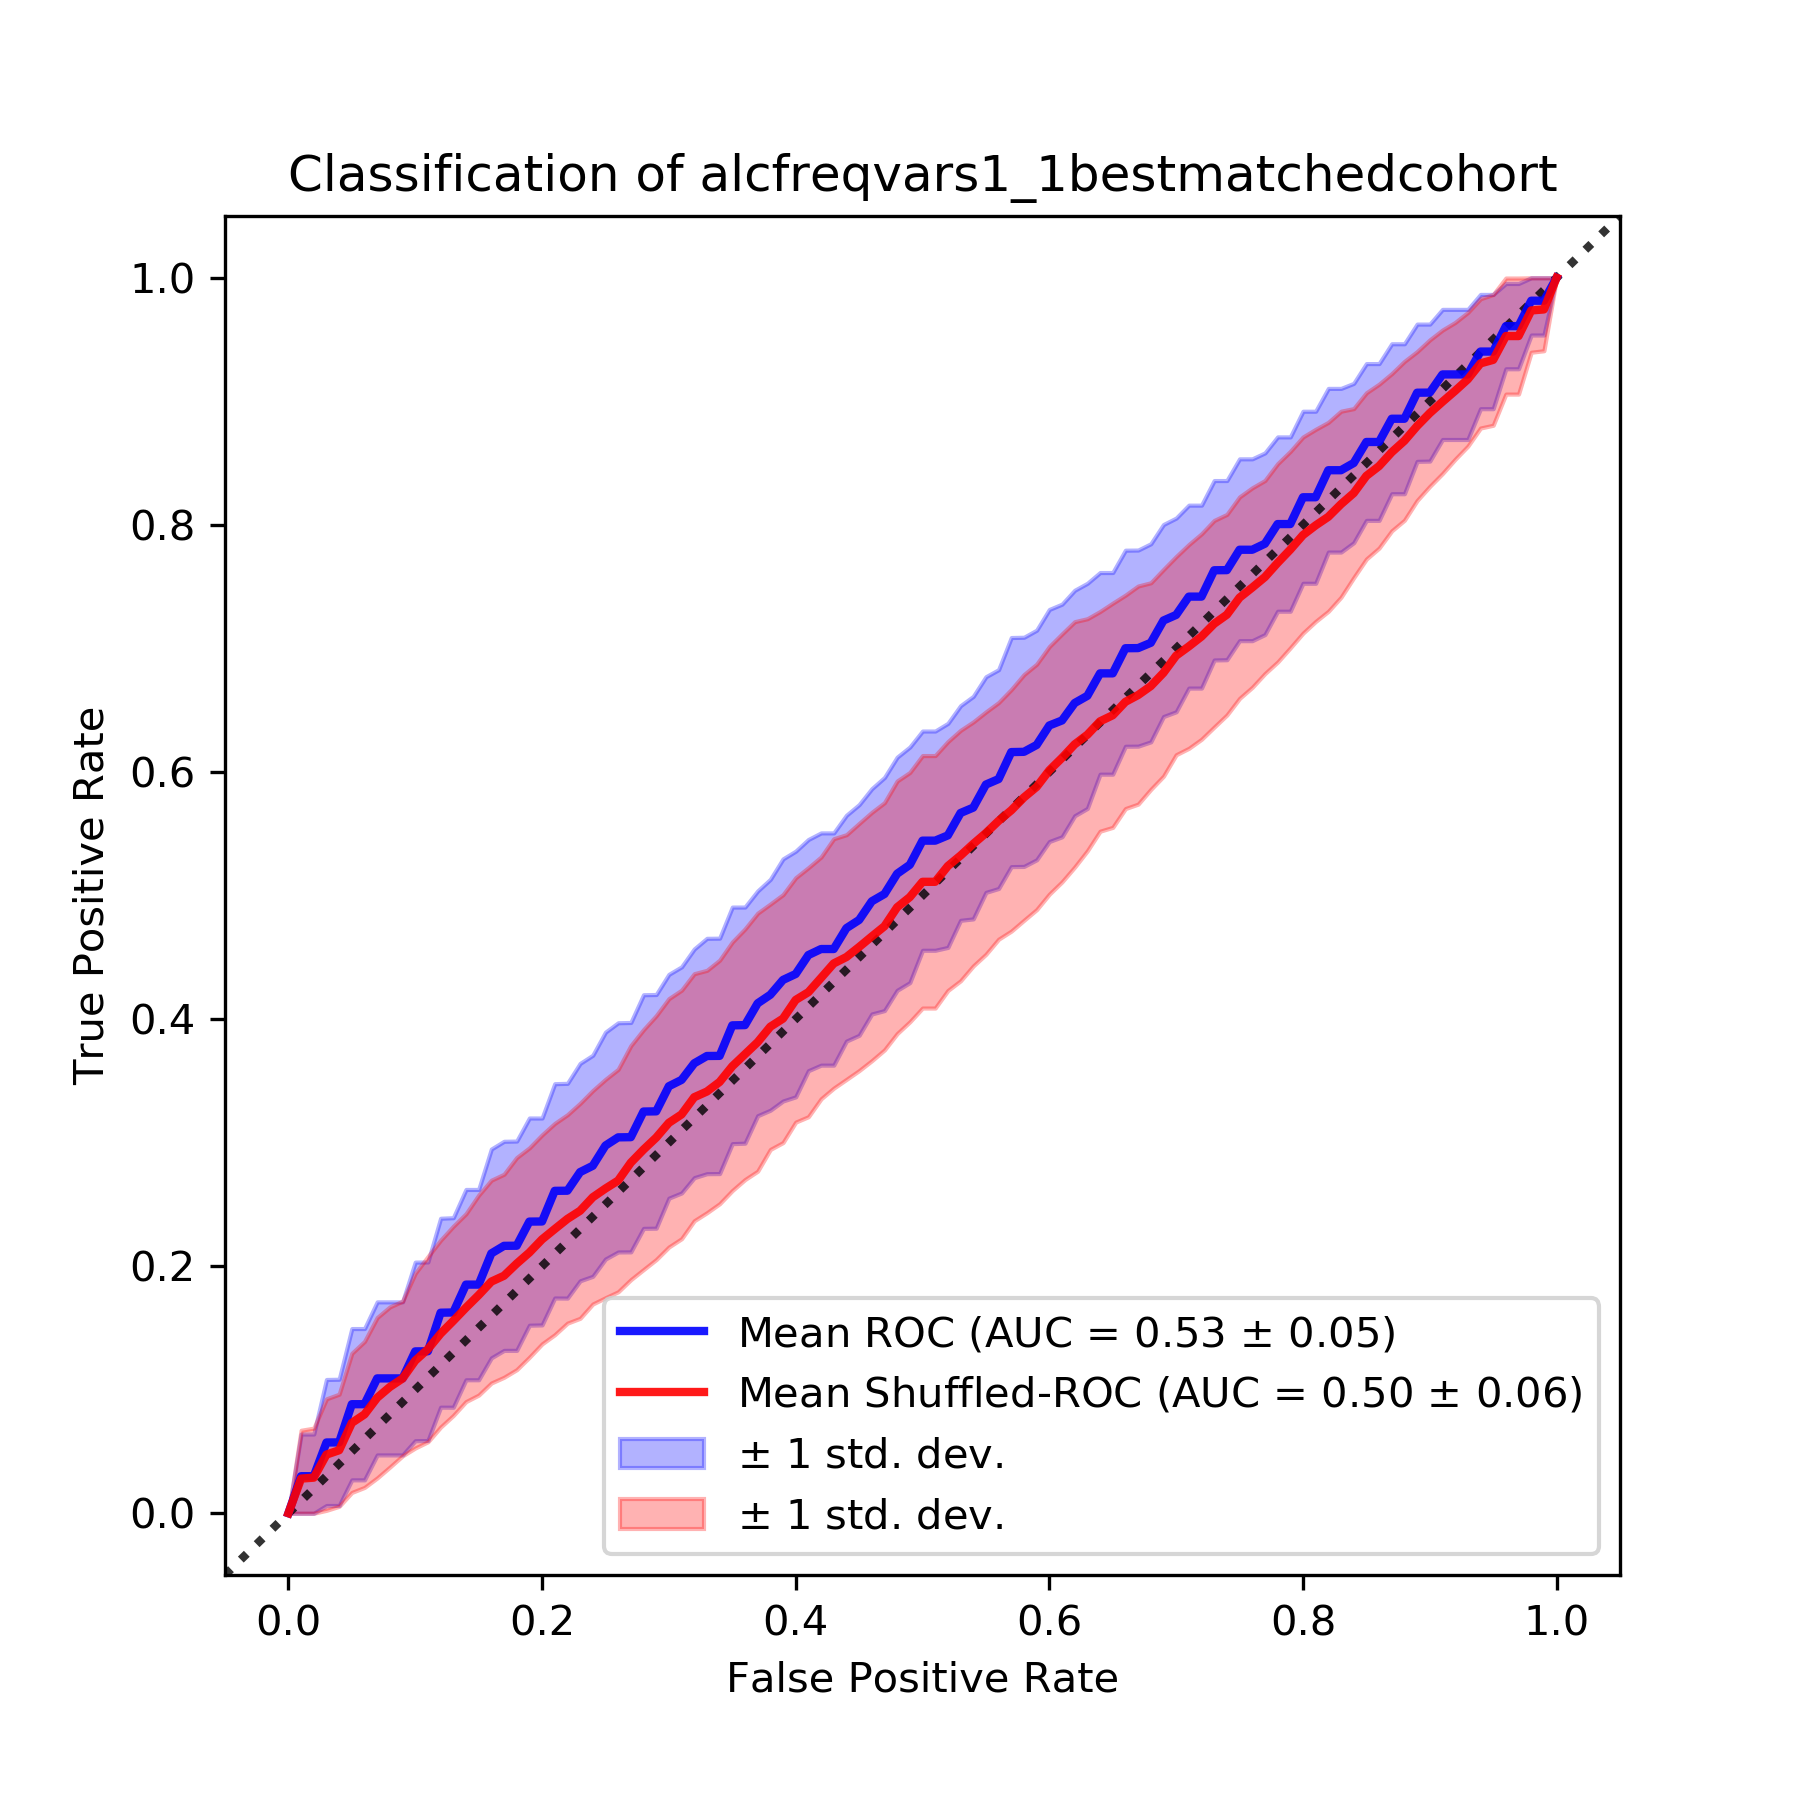 Classification of alcfreqvars1_1bestmatchedcohort
True Positive Rate
1.0
0.8
0.6
0.4
0.2
0.0
Mean ROC (AUC = 0.53 ± 0.05)
Mean Shuffled-ROC (AUC = 0.50 ± 0.06)
± 1 std. dev.
± 1 std. dev.
0.0 0.2 0.4 0.6 0.8 1.0
False Positive Rate